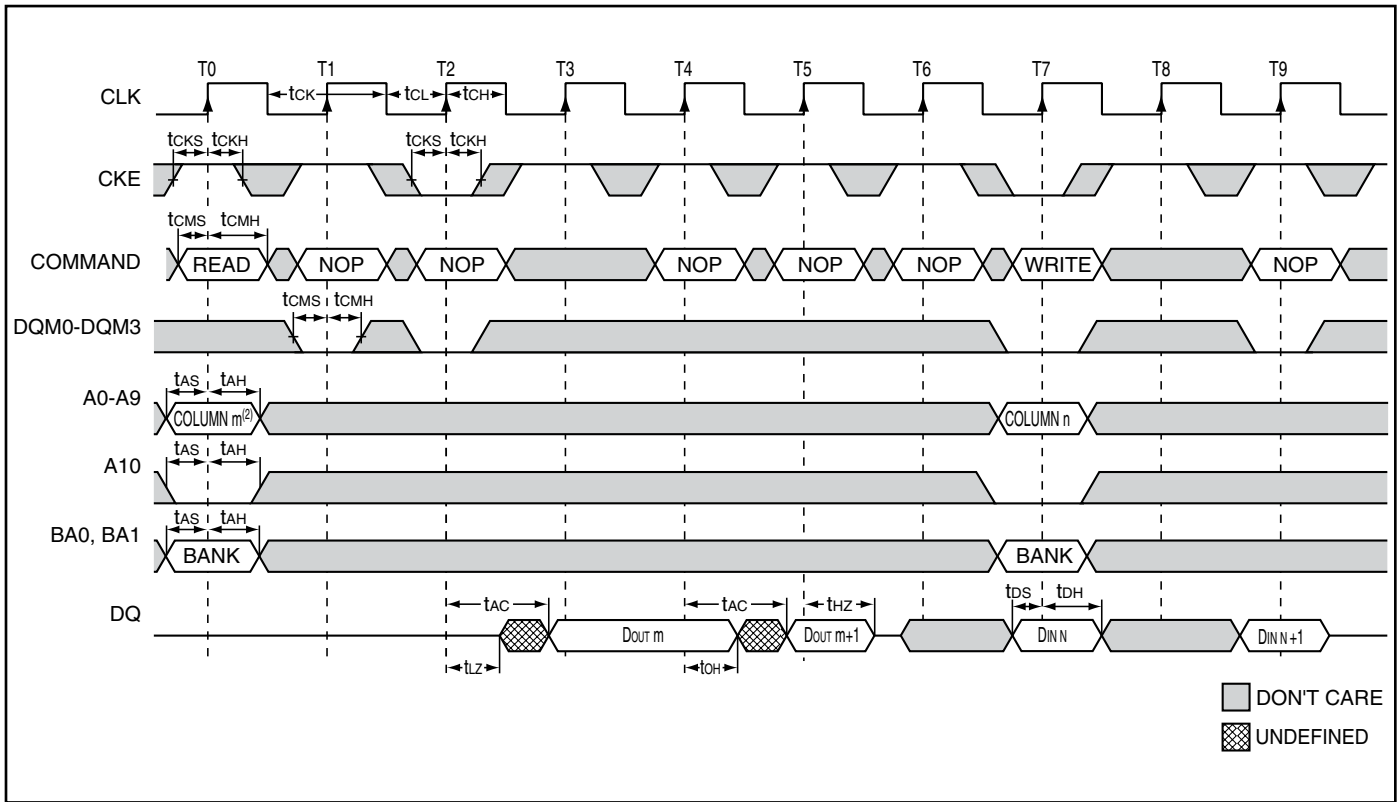 T0 T1 T2 T3 T4 T5 T6 T7 T8 T9
CLK
tCK tCL tCH
tCKS tCKH tCKS tCKH
CKE
tCMS tCMH
COMMAND READ NOP NOP NOP NOP NOP WRITE NOP
tCMS tCMH
DQM0-DQM3
tAS tAH
A0-A9 COLUMN m(2) COLUMN n
tAS tAH
A10
tAS tAH
BA0, BA1 BANK BANK
tAC tAC tHZ tDS tDH
DQ DOUT m DOUT m+1 DIN N DIN N+1
tLZ tOH
DON'T CARE
UNDEFINED